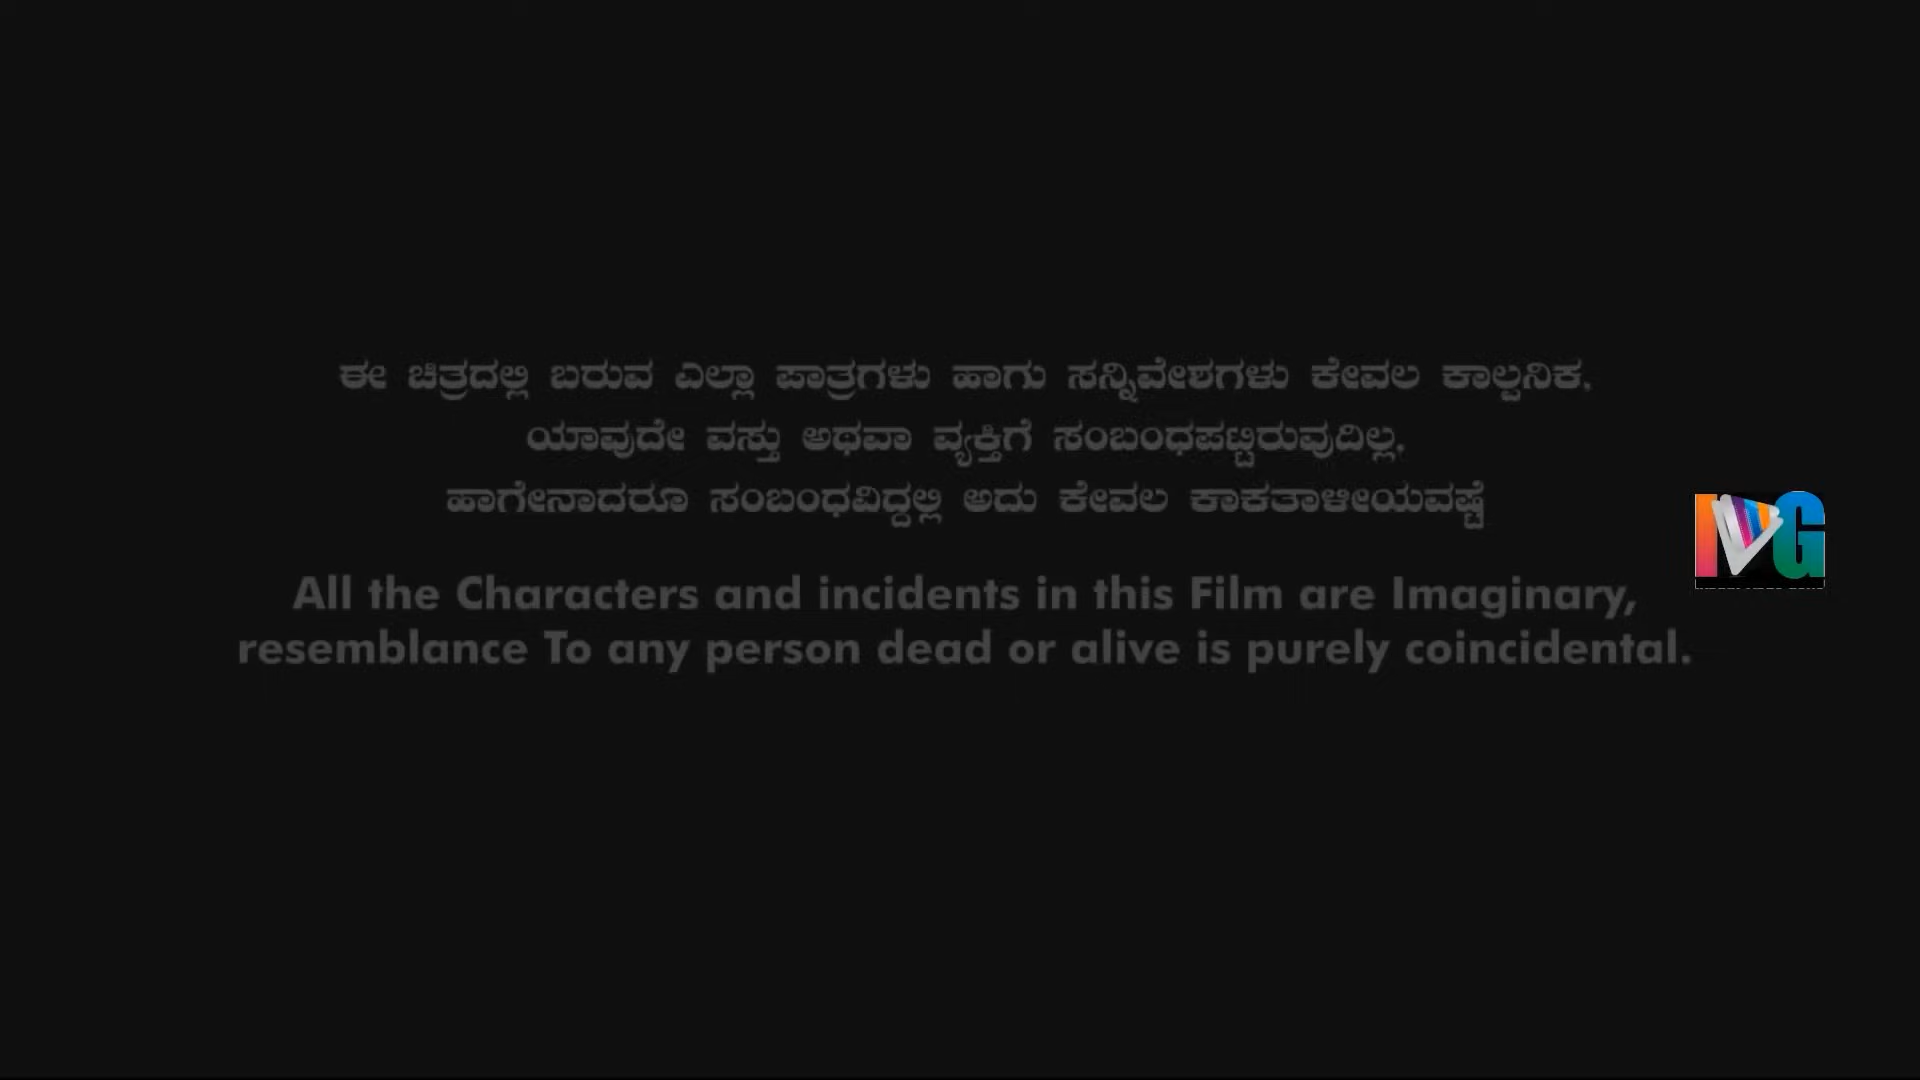 ಈ ಚಿತ್ರದಲ್ಲಿ ಬರುವ ಎಲ್ಲಾ ಪಾತ್ರಗಳು ಹಾಗು ಸನ್ನಿವೇಶಗಳು ಕೇವಲ ಕಾಲ್ಪನಿಕ.
ಯಾವುದೇ ವಸ್ತು ಅಥವಾ ವ್ಯಕ್ತಿಗೆ ಸಂಬಂಧಪಟ್ಟಿರುವುದಿಲ್ಲ.
ಹಾಗೇನಾದರೂ ಸಂಬಂಧವಿದ್ದಲ್ಲಿ ಅದು ಕೇವಲ ಕಾಕತಾಳೀಯವಷ್ಟೆ
All the Characters and incidents in this Film are Imaginary,
resemblance To any person dead or alive is purely coincidental.